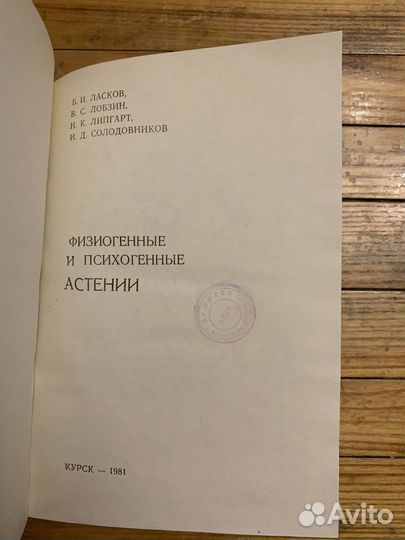 Б. И. ЛАСКОВ,
В. С. ЛОБЗИН,
Н. К. ЛИПГАРТ,
И. Д. СОЛОДОВНИКОВ
ФИЗИОГЕННЫЕ
И ПСИХОГЕННЫЕ
АСТЕНИИ
КУРСК — 1981
Avito